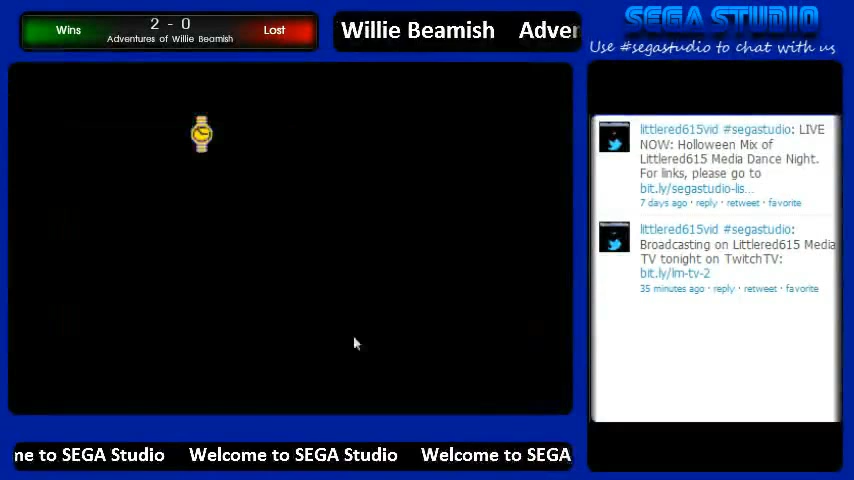 Wins
2 - 0
Lost
Adventures of Willie Beamish
Willie Beamish Adver
SEGA STUDIO
Use #segastudio to chat with us
littlered615vid #segastudio: LIVE
NOW: Holloween Mix of
Littlered615 Media Dance Night.
For links, please go to
bit.ly/segastudio-lis...
7 days ago · reply · retweet · favorite
littlered615vid #segastudio:
Broadcasting on Littlered615 Media
TV tonight on TwitchTV:
bit.ly/lm-tv-2
35 minutes ago · reply · retweet · favorite
me to SEGA Studio Welcome to SEGA Studio Welcome to SEGA